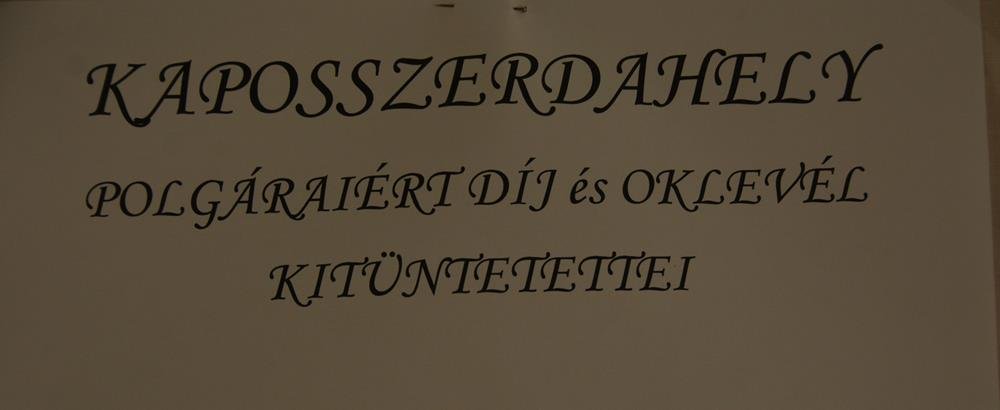 KAPOSSZERDAHELY
POLGÁRAIÉRT DÍJ és OKLEVÉL
KITÜNTETETTEI